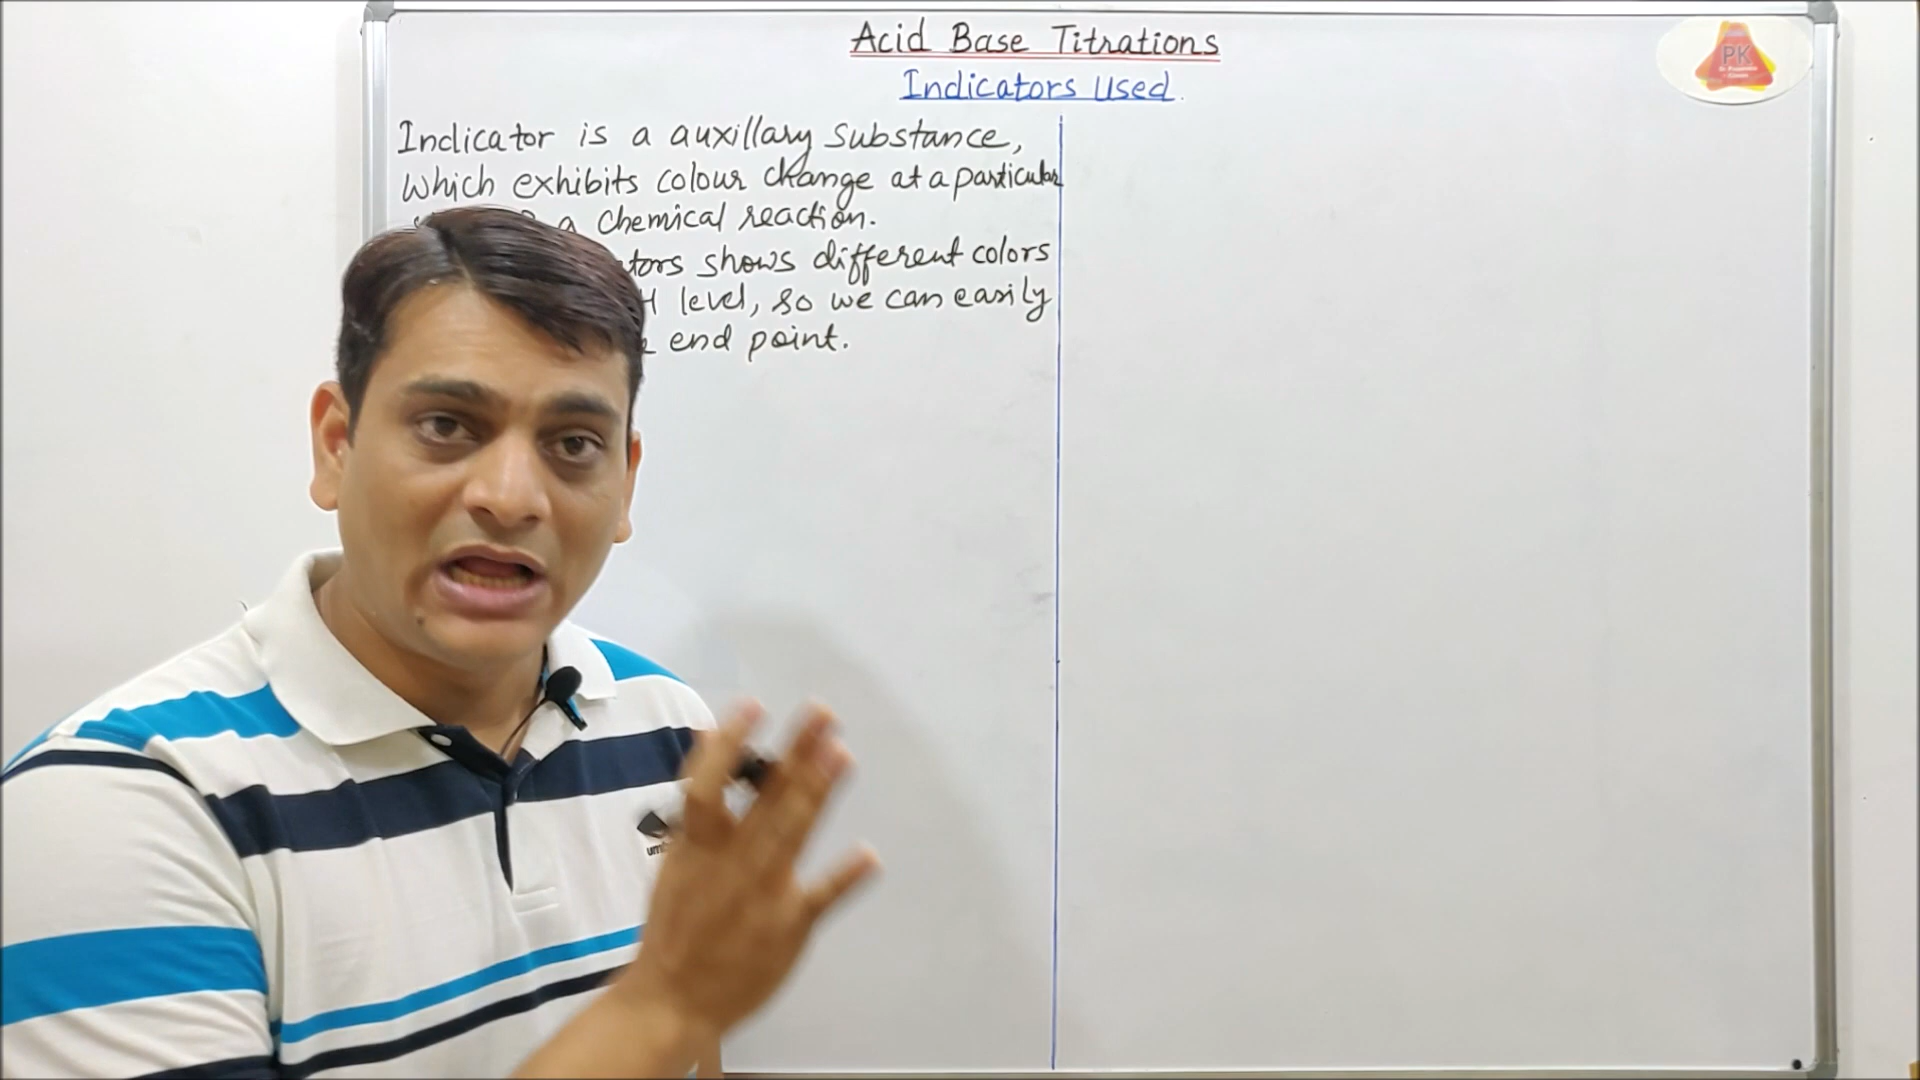 Acid Base Titrations
Indicators Used.
Indicator is a auxillary substance,
which exhibits colour change at a particular
a chemical reaction.
shows different colors
level, so we can easily
end point.
PK